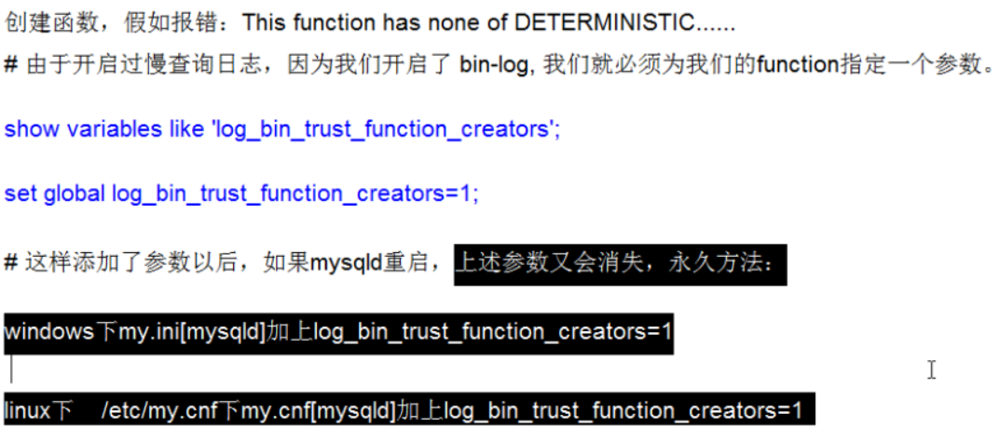 创建函数，假如报错：This function has none of DETERMINISTIC......
# 由于开启过慢查询日志，因为我们开启了 bin-log, 我们就必须为我们的function指定一个参数。
show variables like 'log_bin_trust_function_creators';
set global log_bin_trust_function_creators=1;
# 这样添加了参数以后，如果mysqld重启，上述参数又会消失，永久方法：
windows下my.ini[mysqld]加上log_bin_trust_function_creators=1
linux下 /etc/my.cnf下my.cnf[mysqld]加上log_bin_trust_function_creators=1